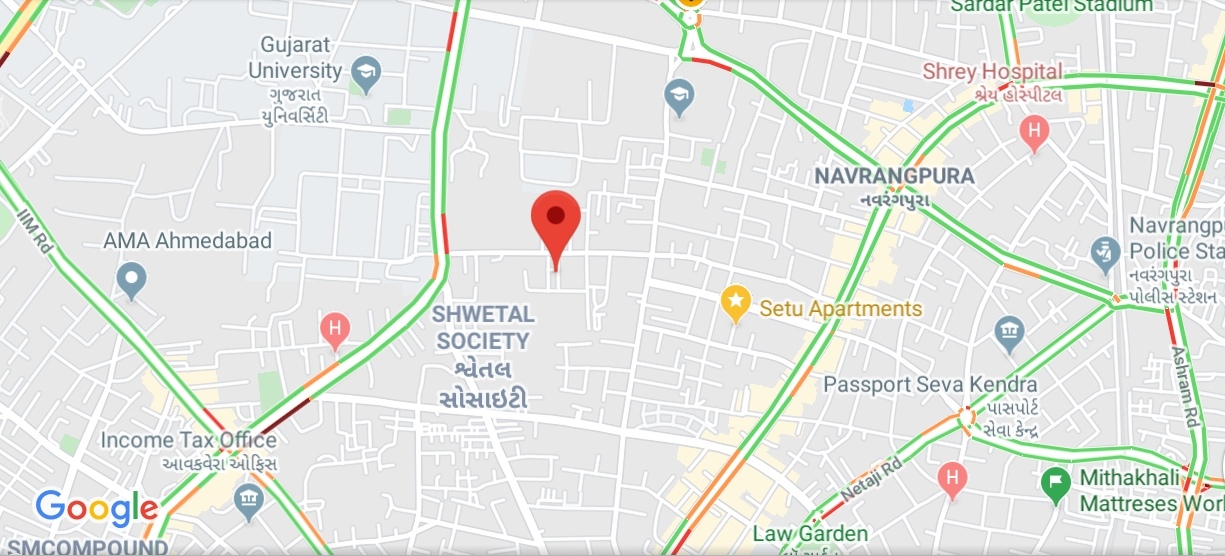 Sardar Patel Stadium
Gujarat
University
ગુજરાત
યુનિવર્સિટી
Shrey Hospital
શ્રેય હોસ્પીટલ
H
NAVRANGPURA
નવરંગપુરા
IIM Rd
AMA Ahmedabad
Navrangpu
Police Sta
નવરંગપુરા
પોલીસ સ્ટેશન
SHWETAL
SOCIETY
શ્વેતલ
સોસાઇટી
H
Setu Apartments
Passport Seva Kendra
પાસપોર્ટ
સેવા કેન્દ્ર
Ashram Rd
Income Tax Office
આવકવેરા ઓફિસ
Netaji Rd
H
Mithakhali
Mattreses Wor
Google
Law Garden
SMCOMPOUND